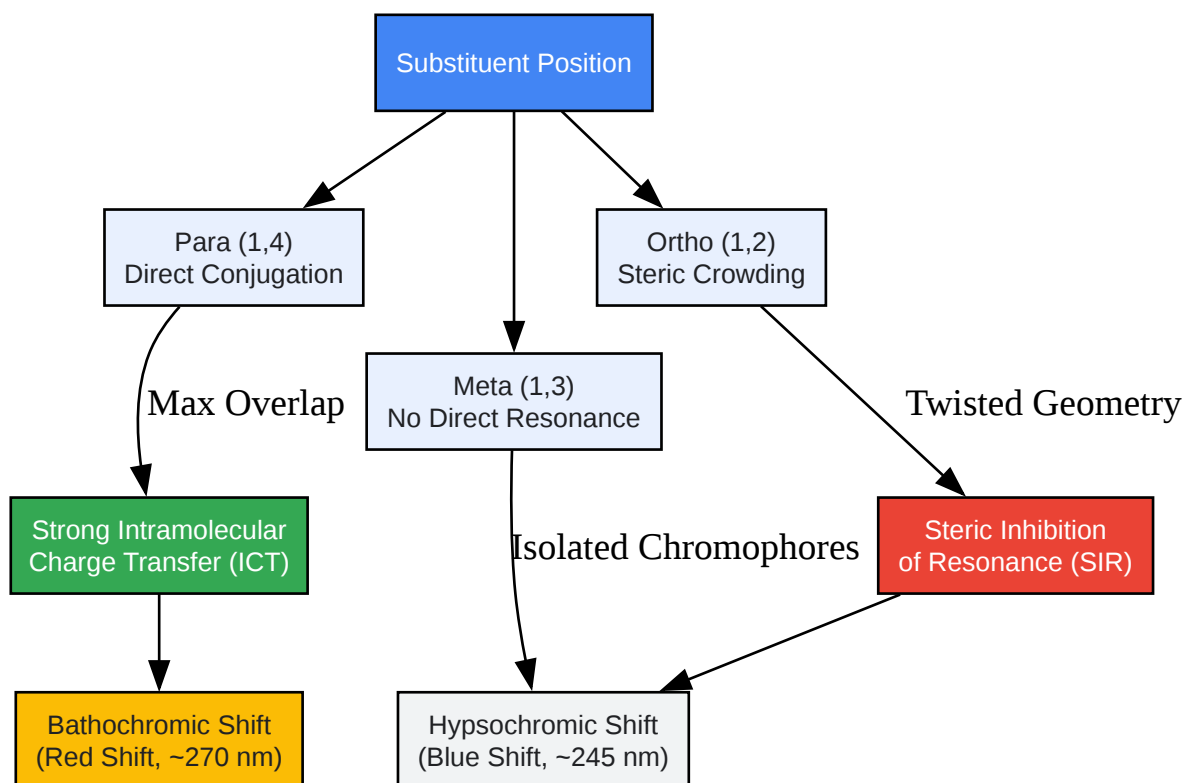 Substituent Position
Para (1,4)
Direct Conjugation
Ortho (1,2)
Steric Crowding
Meta (1,3)
No Direct Resonance
Max Overlap
Twisted Geometry
Strong Intramolecular
Charge Transfer (ICT)
Isolated Chromophores
Steric Inhibition
of Resonance (SIR)
Bathochromic Shift
(Red Shift, ~270 nm)
Hypsochromic Shift
(Blue Shift, ~245 nm)